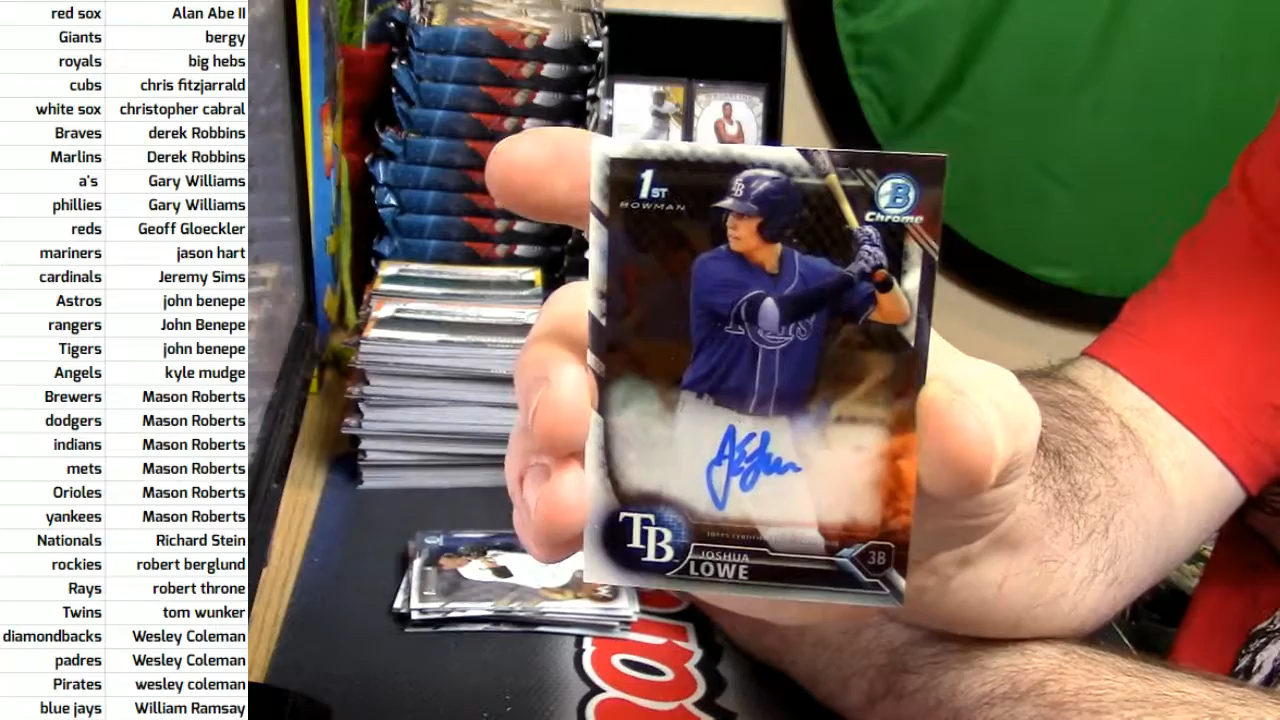 red sox Alan Abe II
Giants bergy
royals big hebs
cubs chris fitzjarrald
white sox christopher cabral
Braves derek Robbins
Marlins Derek Robbins
a's Gary Williams
phillies Gary Williams
reds Geoff Gloeckler
mariners jason hart
cardinals Jeremy Sims
Astros john benepe
rangers John Benepe
Tigers john benepe
Angels kyle mudge
Brewers Mason Roberts
dodgers Mason Roberts
indians Mason Roberts
mets Mason Roberts
Orioles Mason Roberts
yankees Mason Roberts
Nationals Richard Stein
rockies robert berglund
Rays robert throne
Twins tom wunker
diamondbacks Wesley Coleman
padres Wesley Coleman
Pirates wesley coleman
blue jays William Ramsay
1ST
BOWMAN
B
Chrome
TB
TB
JOSHUA
LOWE
3B